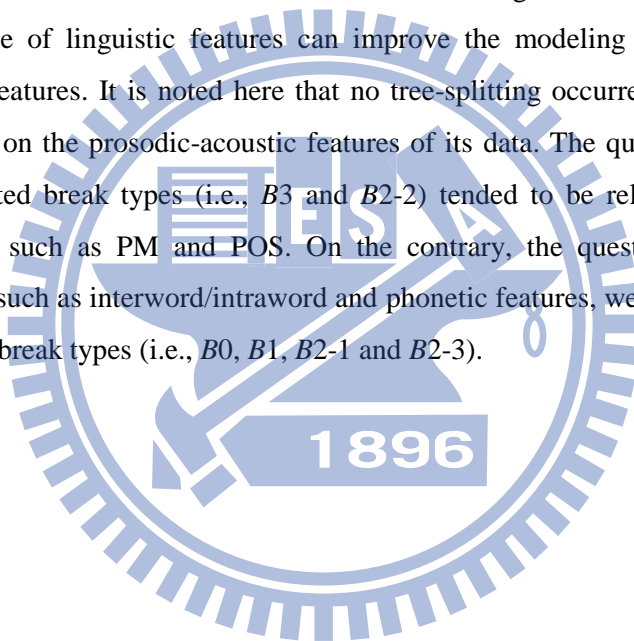 e of linguistic features can improve the modeling
eatures. It is noted here that no tree-splitting occurre
on the prosodic-acoustic features of its data. The qu
ted break types (i.e., B3 and B2-2) tended to be rel
such as PM and POS. On the contrary, the quest
such as interword/intraword and phonetic features, we
break types (i.e., B0, B1, B2-1 and B2-3).
E S A
1896